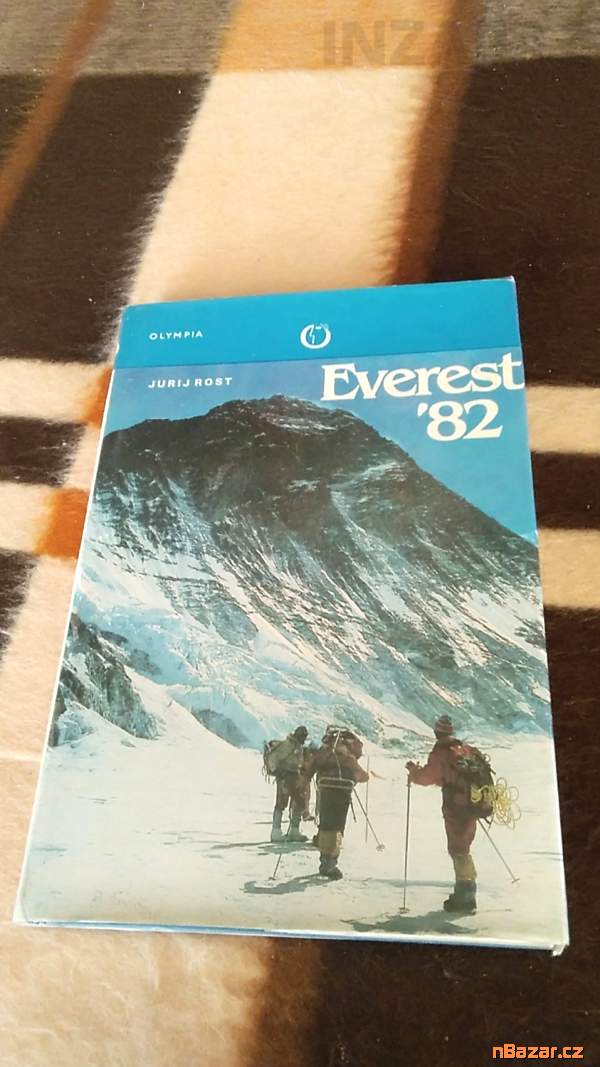 OLYMPIA
JURIJ ROST
Everest
'82
nBazar.cz